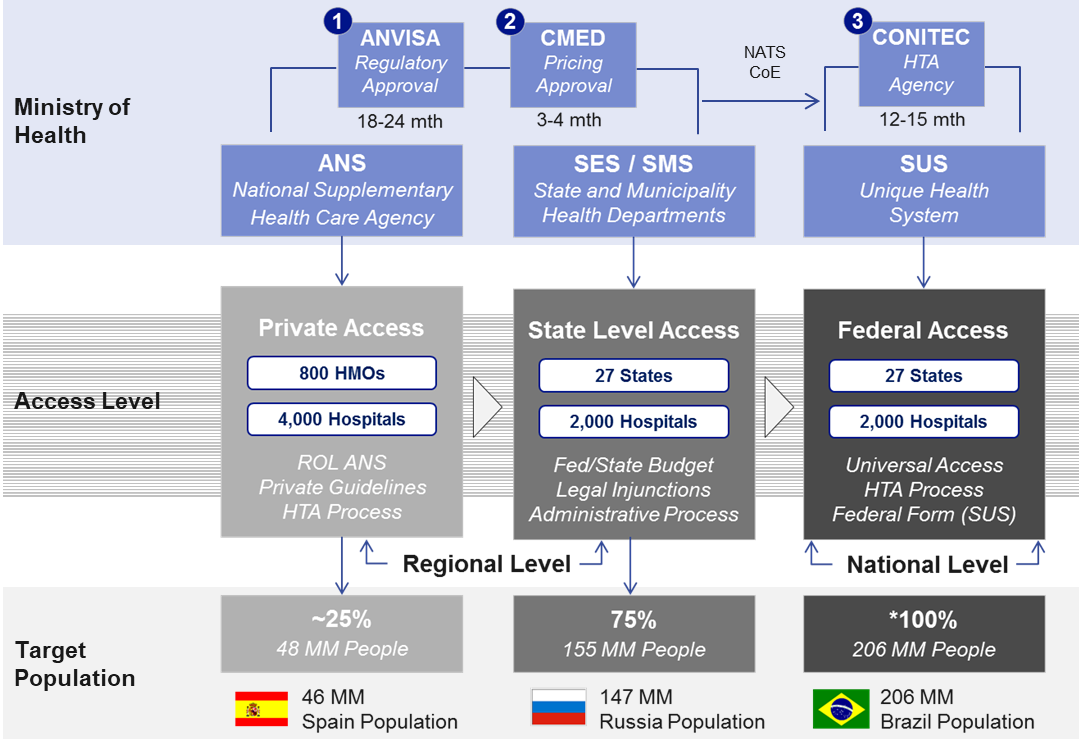 1
ANVISA
Regulatory
Approval
18-24 mth
2
CMED
Pricing
Approval
3-4 mth
NATS
CoE
3
CONITEC
HTA
Agency
12-15 mth
Ministry of
Health
ANS
National Supplementary
Health Care Agency
SES / SMS
State and Municipality
Health Departments
SUS
Unique Health
System
Access Level
Private Access
800 HMOs
4,000 Hospitals
ROL ANS
Private Guidelines
HTA Process
State Level Access
27 States
2,000 Hospitals
Fed/State Budget
Legal Injunctions
Administrative Process
Federal Access
27 States
2,000 Hospitals
Universal Access
HTA Process
Federal Form (SUS)
Regional Level
National Level
Target
Population
~25%
48 MM People
75%
155 MM People
*100%
206 MM People
46 MM
Spain Population
147 MM
Russia Population
206 MM
Brazil Population